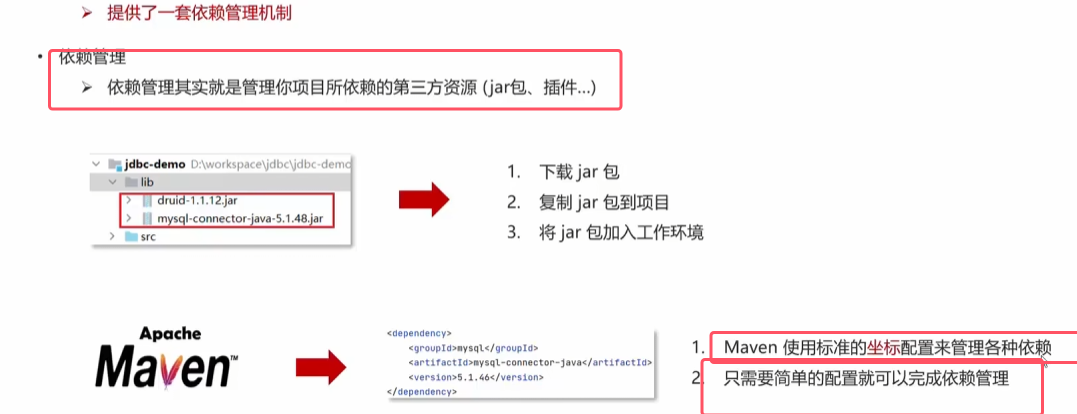 ➢ 提供了一套依赖管理机制
• 依赖管理
➢ 依赖管理其实就是管理你项目所依赖的第三方资源 (jar包、插件...)
jdbc-demo D:\workspace\jdbc\jdbc-demo
lib
druid-1.1.12.jar
mysql-connector-java-5.1.48.jar
src
1. 下载 jar 包
2. 复制 jar 包到项目
3. 将 jar 包加入工作环境
Apache
Maven™
<dependency>
<groupId>mysql</groupId>
<artifactId>mysql-connector-java</artifactId>
<version>5.1.46</version>
</dependency>
1. Maven 使用标准的坐标配置来管理各种依赖
2. 只需要简单的配置就可以完成依赖管理